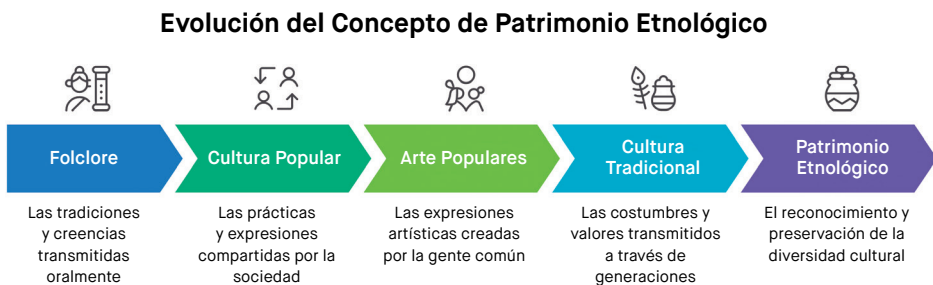 Evolución del Concepto de Patrimonio Etnológico
Folclore
Las tradiciones
y creencias
transmitidas
oralmente
Cultura Popular
Las prácticas
y expresiones
compartidas por la
sociedad
Arte Populares
Las expresiones
artísticas creadas
por la gente común
Cultura
Tradicional
Las costumbres y
valores transmitidos
a través de
generaciones
Patrimonio
Etnológico
El reconocimiento y
preservación de la
diversidad cultural